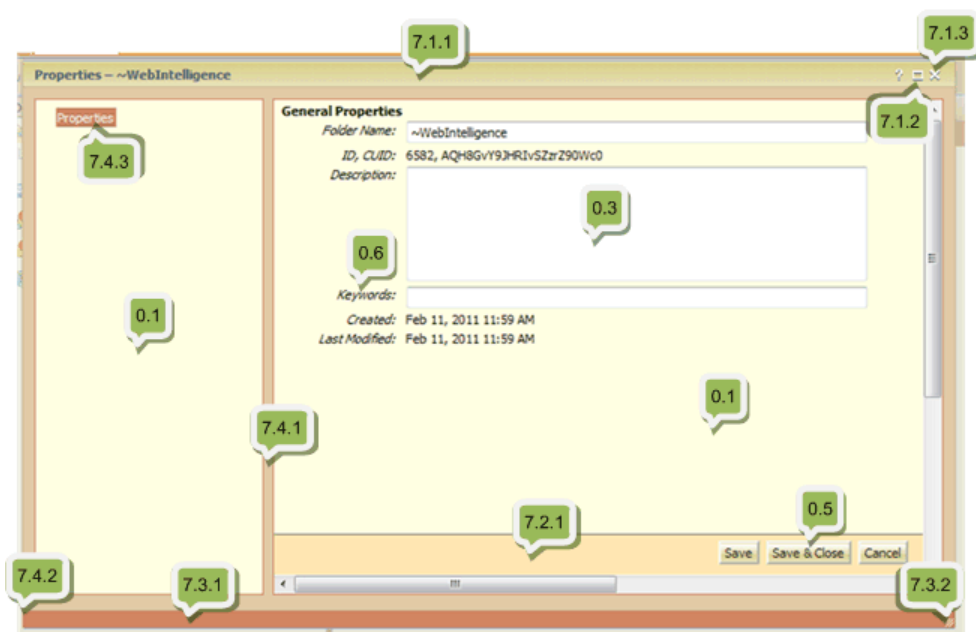 7.1.1
7.1.3
Properties – ~WebIntelligence
?
7.1.2
Properties
7.4.3
General Properties
Folder Name: ~WebIntelligence
ID, CUID: 6582, AQH8GvY9JHRIvSZzrZ90Wc0
Description:
0.3
0.6
Keywords:
0.1
Created: Feb 11, 2011 11:59 AM
Last Modified: Feb 11, 2011 11:59 AM
0.1
7.4.1
0.5
7.2.1
Save Save & Close Cancel
7.4.2
7.3.1
7.3.2